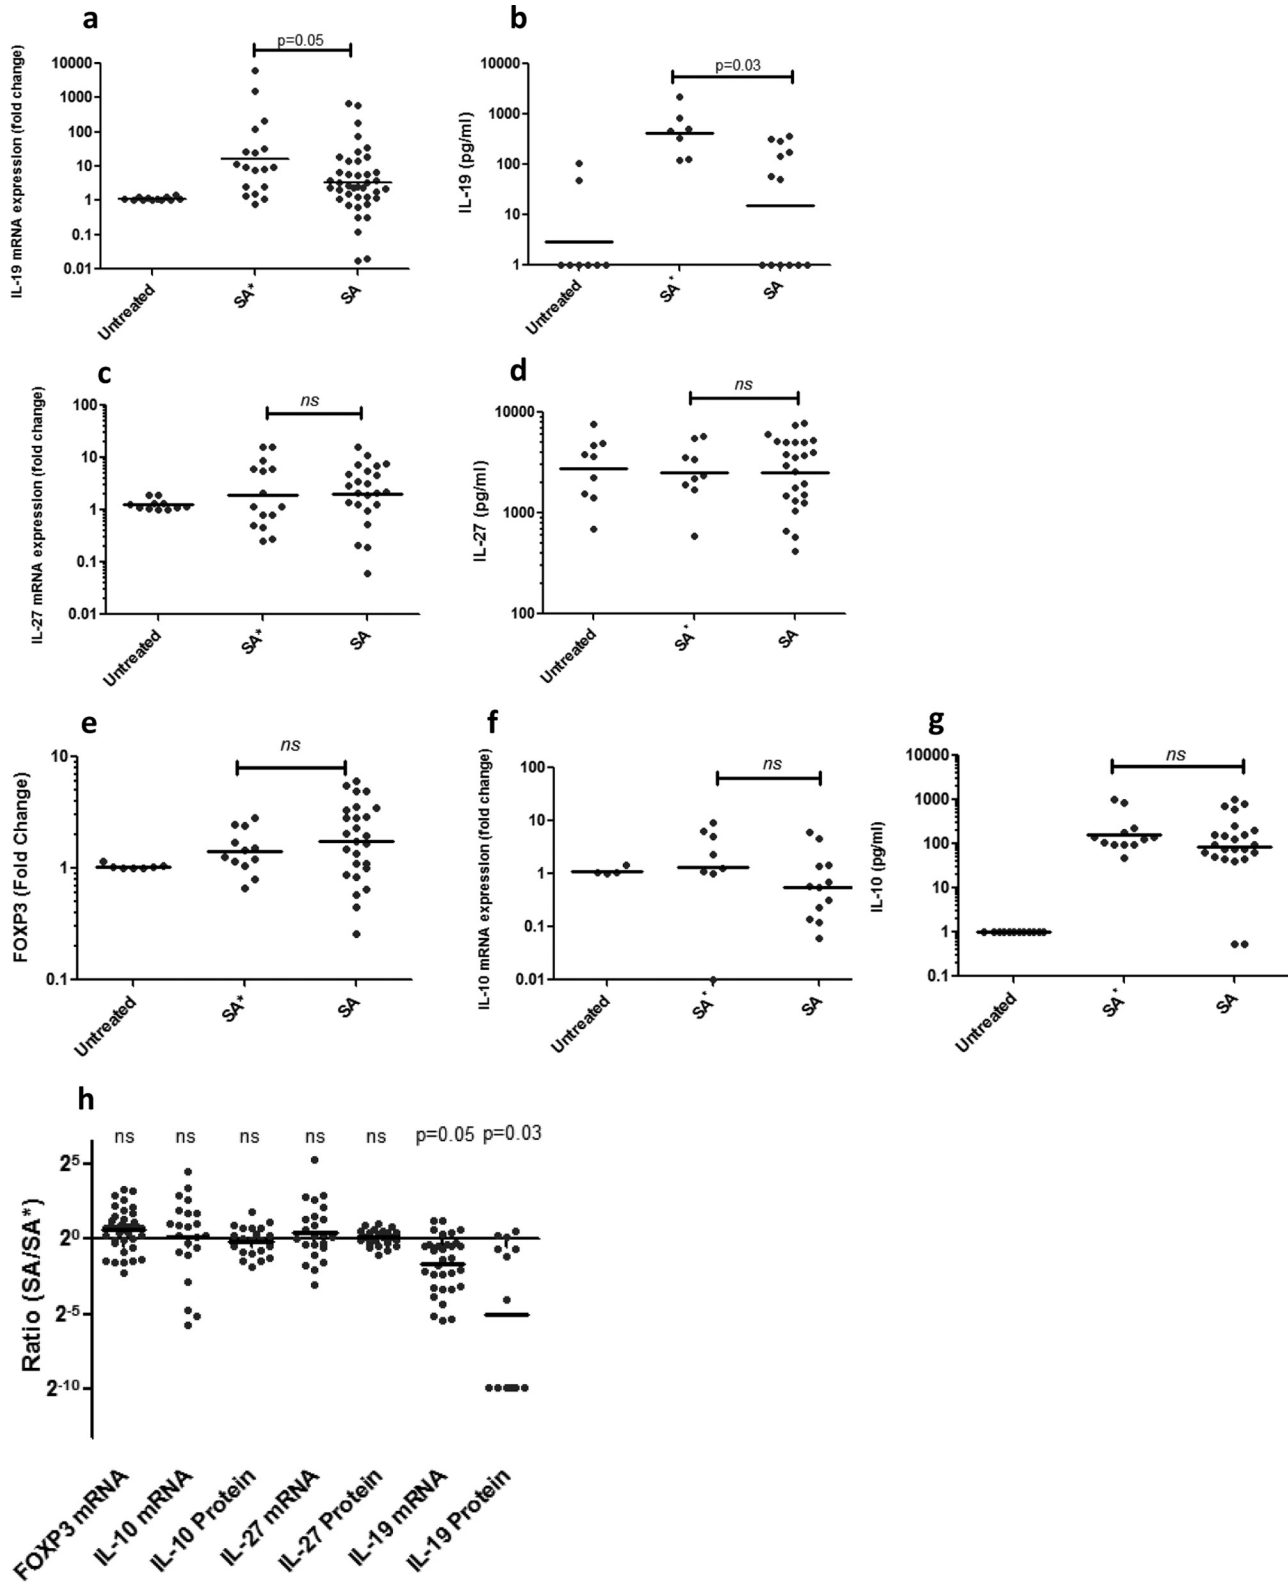 a
p=0.05
IL-19 mRNA expression (fold change)
10000
1000
100
10
1
0.1
0.01
Untreated
SA*
SA
b
p=0.03
IL-19 (pg/ml)
10000
1000
100
10
1
Untreated
SA*
SA
c
ns
IL-27 mRNA expression (fold change)
100
10
1
0.1
0.01
Untreated
SA*
SA
d
ns
IL-27 (pg/ml)
10000
1000
100
Untreated
SA*
SA
e
ns
FOXP3 (Fold Change)
10
1
0.1
Untreated
SA*
SA
f
ns
IL-10 mRNA expression (fold change)
100
10
1
0.1
0.01
Untreated
SA*
SA
g
ns
IL-10 (pg/ml)
10000
1000
100
10
1
0.1
Untreated
SA*
SA
h
ns ns ns ns ns p=0.05 p=0.03
Ratio (SA/SA*)
2⁵
2⁰
2⁻⁵
2⁻¹⁰
FOXP3 mRNA
IL-10 mRNA
IL-10 Protein
IL-27 mRNA
IL-27 Protein
IL-19 mRNA
IL-19 Protein